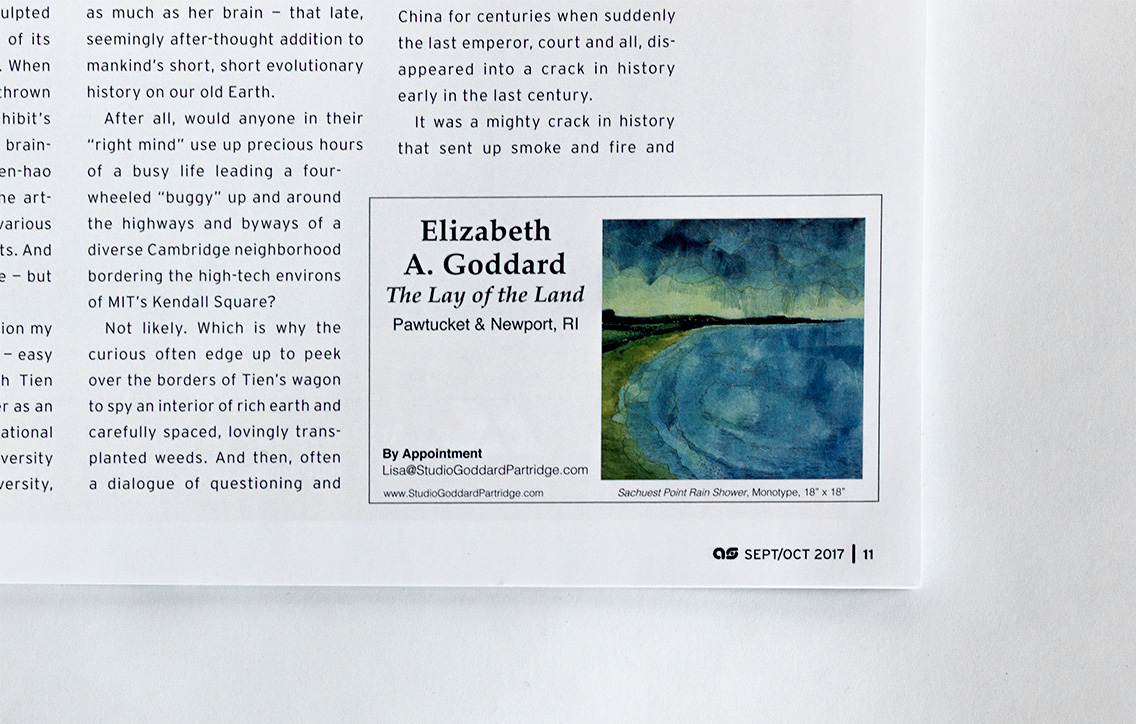 ulpted
of its
. When
thrown
hibit's
brain-
en-hao
he art-
various
ts. And
e – but
ion my
– easy
h Tien
er as an
ational
versity
versity,
as much as her brain – that late,
seemingly after-thought addition to
mankind's short, short evolutionary
history on our old Earth.
After all, would anyone in their
“right mind” use up precious hours
of a busy life leading a four-
wheeled “buggy” up and around
the highways and byways of a
diverse Cambridge neighborhood
bordering the high-tech environs
of MIT's Kendall Square?
Not likely. Which is why the
curious often edge up to peek
over the borders of Tien's wagon
to spy an interior of rich earth and
carefully spaced, lovingly trans-
planted weeds. And then, often
a dialogue of questioning and
China for centuries when suddenly
the last emperor, court and all, dis-
appeared into a crack in history
early in the last century.
It was a mighty crack in history
that sent up smoke and fire and
Elizabeth
A. Goddard
The Lay of the Land
Pawtucket & Newport, RI
By Appointment
Lisa@StudioGoddardPartridge.com
www.StudioGoddardPartridge.com
Sachuest Point Rain Shower, Monotype, 18" x 18"
as SEPT/OCT 2017 | 11